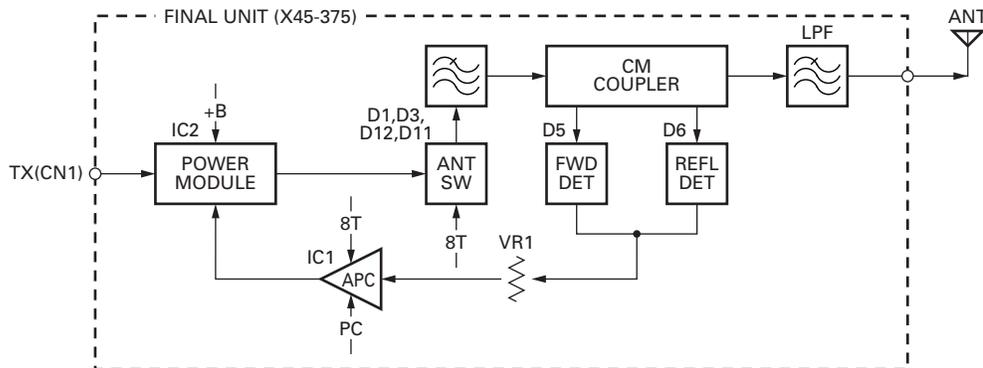 FINAL UNIT (X45-375)
ANT
LPF
CM
COUPLER
+B
D1,D3,
D12,D11
IC2
D5
D6
TX(CN1)
POWER
MODULE
ANT
SW
FWD
DET
REFL
DET
8T
8T
VR1
IC1
APC
PC